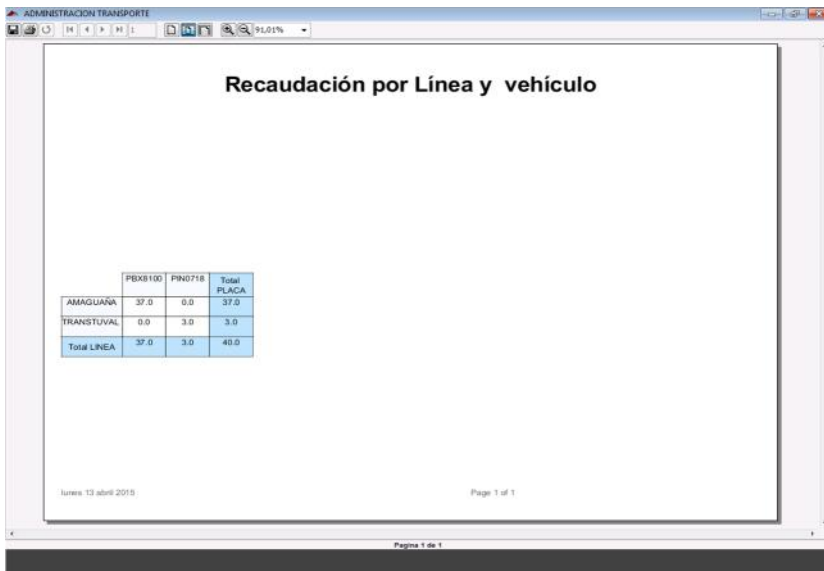 ADMINISTRACION TRANSPORTE
1 91,01%
Recaudación por Línea y vehículo
PBX8100 PIN0718 Total PLACA
AMAGUAÑA 37.0 0.0 37.0
TRANSTUVAL 0.0 3.0 3.0
Total LINEA 37.0 3.0 40.0
lunes 13 abril 2015 Page 1 of 1
Pagina 1 de 1